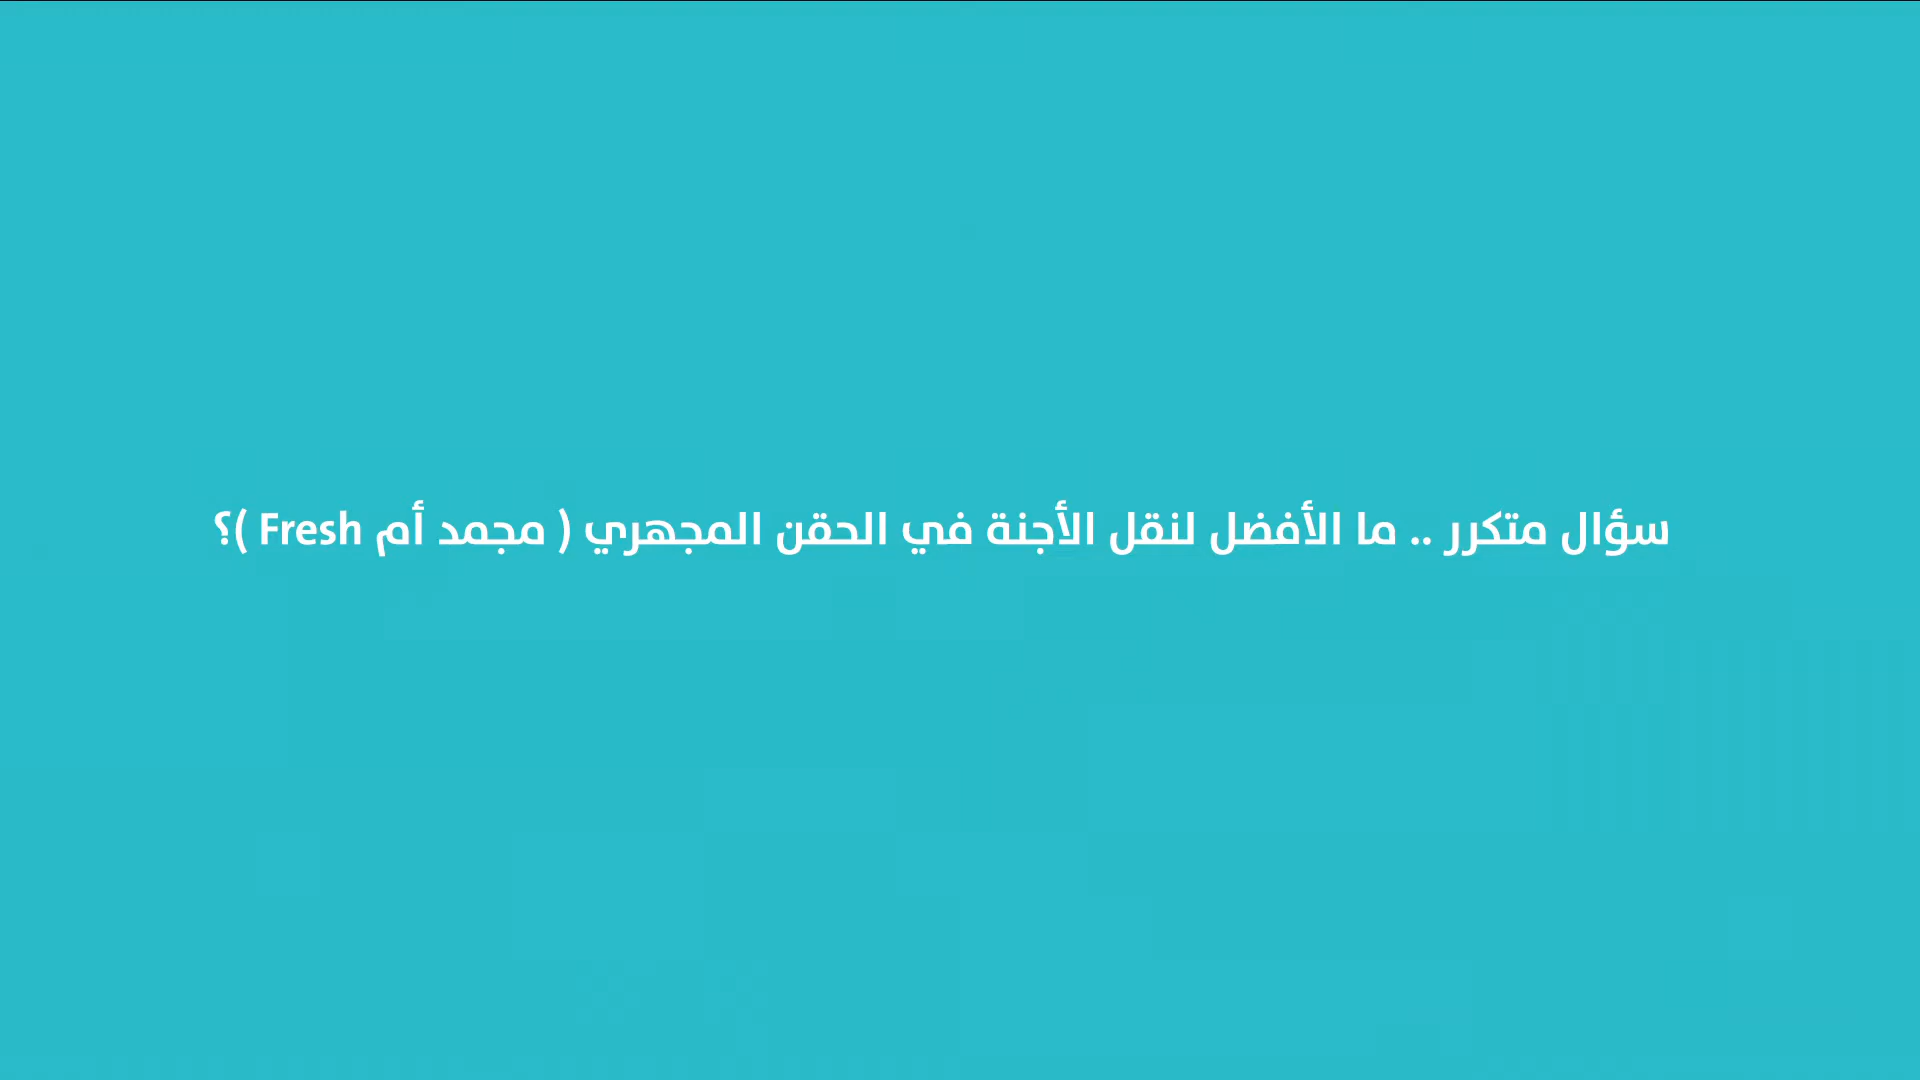 سؤال متكرر .. ما الأفضل لنقل الأجنة في الحقن المجهري ( مجمد أم Fresh )؟